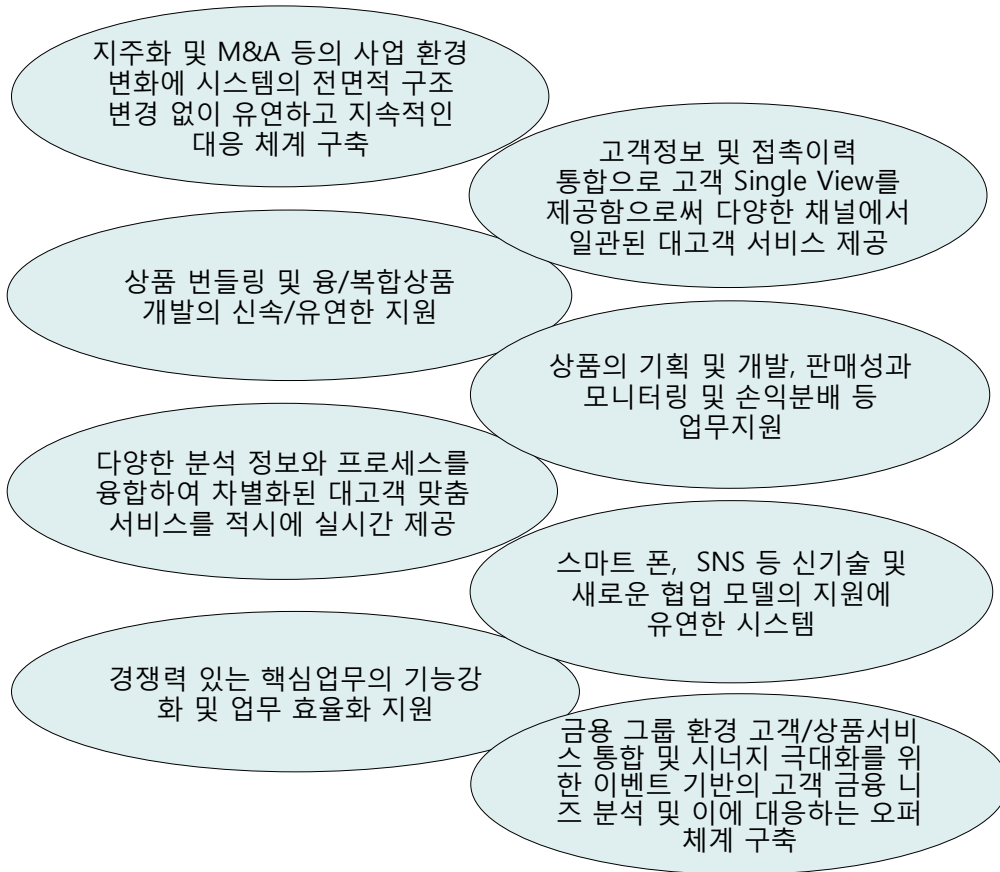 지주화 및 M&A 등의 사업 환경
변화에 시스템의 전면적 구조
변경 없이 유연하고 지속적인
대응 체계 구축
고객정보 및 접촉이력
통합으로 고객 Single View를
제공함으로써 다양한 채널에서
일관된 대고객 서비스 제공
상품 번들링 및 융/복합상품
개발의 신속/유연한 지원
상품의 기획 및 개발, 판매성과
모니터링 및 손익분배 등
업무지원
다양한 분석 정보와 프로세스를
융합하여 차별화된 대고객 맞춤
서비스를 적시에 실시간 제공
스마트 폰, SNS 등 신기술 및
새로운 협업 모델의 지원에
유연한 시스템
경쟁력 있는 핵심업무의 기능강
화 및 업무 효율화 지원
금융 그룹 환경 고객/상품서비
스 통합 및 시너지 극대화를 위
한 이벤트 기반의 고객 금융 니
즈 분석 및 이에 대응하는 오퍼
체계 구축